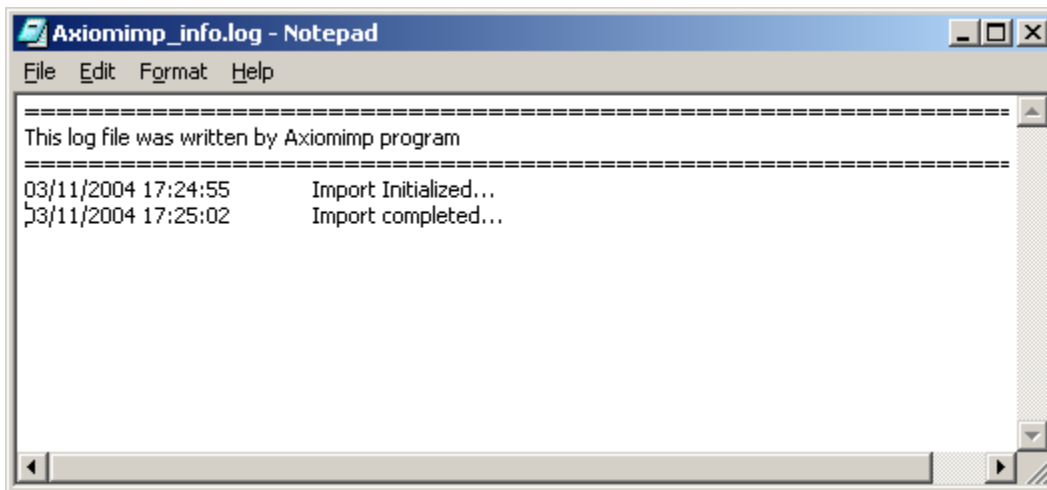 Axiomimp_info.log - Notepad
File Edit Format Help
==============================================================
This log file was written by Axiomimp program
==============================================================
03/11/2004 17:24:55 Import Initialized...
03/11/2004 17:25:02 Import completed...